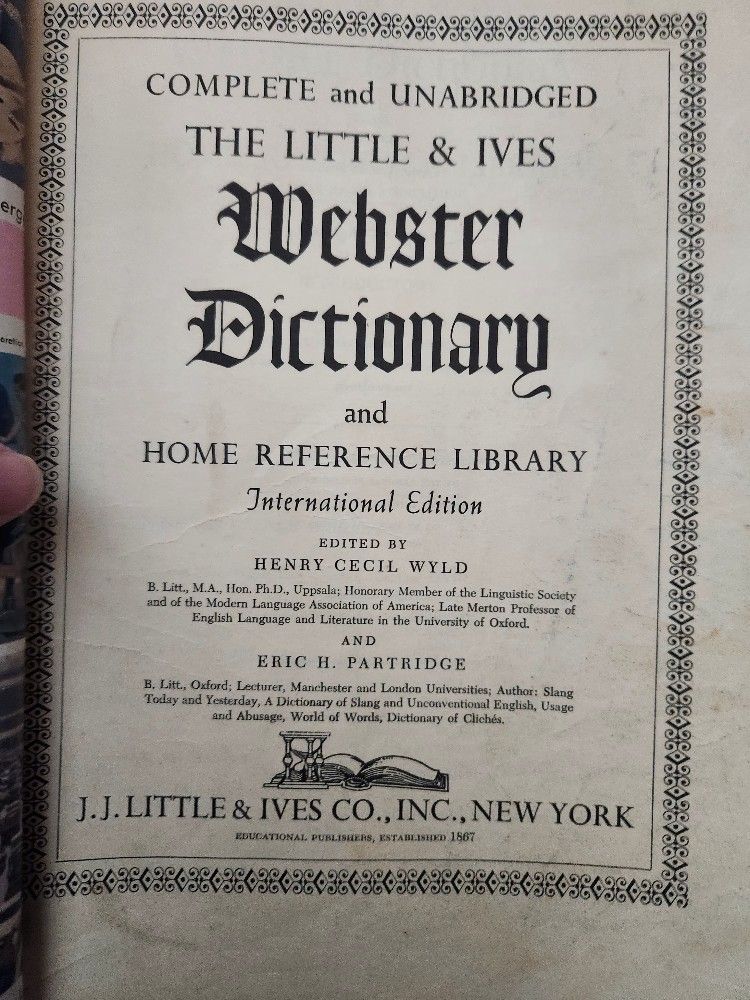 COMPLETE and UNABRIDGED
THE LITTLE & IVES
Webster
Dictionary
and
HOME REFERENCE LIBRARY
International Edition
EDITED BY
HENRY CECIL WYLD
B. Litt., M.A., Hon. Ph.D., Uppsala; Honorary Member of the Linguistic Society
and of the Modern Language Association of America; Late Merton Professor of
English Language and Literature in the University of Oxford.
AND
ERIC H. PARTRIDGE
B. Litt., Oxford; Lecturer, Manchester and London Universities; Author: Slang
Today and Yesterday, A Dictionary of Slang and Unconventional English, Usage
and Abusage, World of Words, Dictionary of Clichés.
J. J. LITTLE & IVES CO., INC., NEW YORK
EDUCATIONAL PUBLISHERS, ESTABLISHED 1867